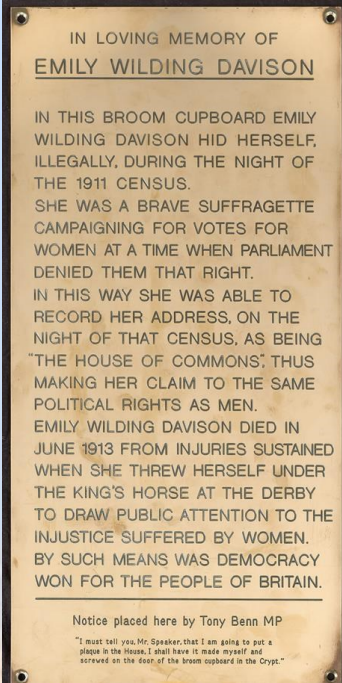 IN LOVING MEMORY OF
EMILY WILDING DAVISON
IN THIS BROOM CUPBOARD EMILY
WILDING DAVISON HID HERSELF,
ILLEGALLY, DURING THE NIGHT OF
THE 1911 CENSUS.
SHE WAS A BRAVE SUFFRAGETTE
CAMPAIGNING FOR VOTES FOR
WOMEN AT A TIME WHEN PARLIAMENT
DENIED THEM THAT RIGHT.
IN THIS WAY SHE WAS ABLE TO
RECORD HER ADDRESS, ON THE
NIGHT OF THAT CENSUS, AS BEING
"THE HOUSE OF COMMONS", THUS
MAKING HER CLAIM TO THE SAME
POLITICAL RIGHTS AS MEN.
EMILY WILDING DAVISON DIED IN
JUNE 1913 FROM INJURIES SUSTAINED
WHEN SHE THREW HERSELF UNDER
THE KING'S HORSE AT THE DERBY
TO DRAW PUBLIC ATTENTION TO THE
INJUSTICE SUFFERED BY WOMEN.
BY SUCH MEANS WAS DEMOCRACY
WON FOR THE PEOPLE OF BRITAIN.
Notice placed here by Tony Benn MP
"I must tell you, Mr. Speaker, that I am going to put a
plaque in the House. I shall have it made myself and
screwed on the door of the broom cupboard in the Crypt."